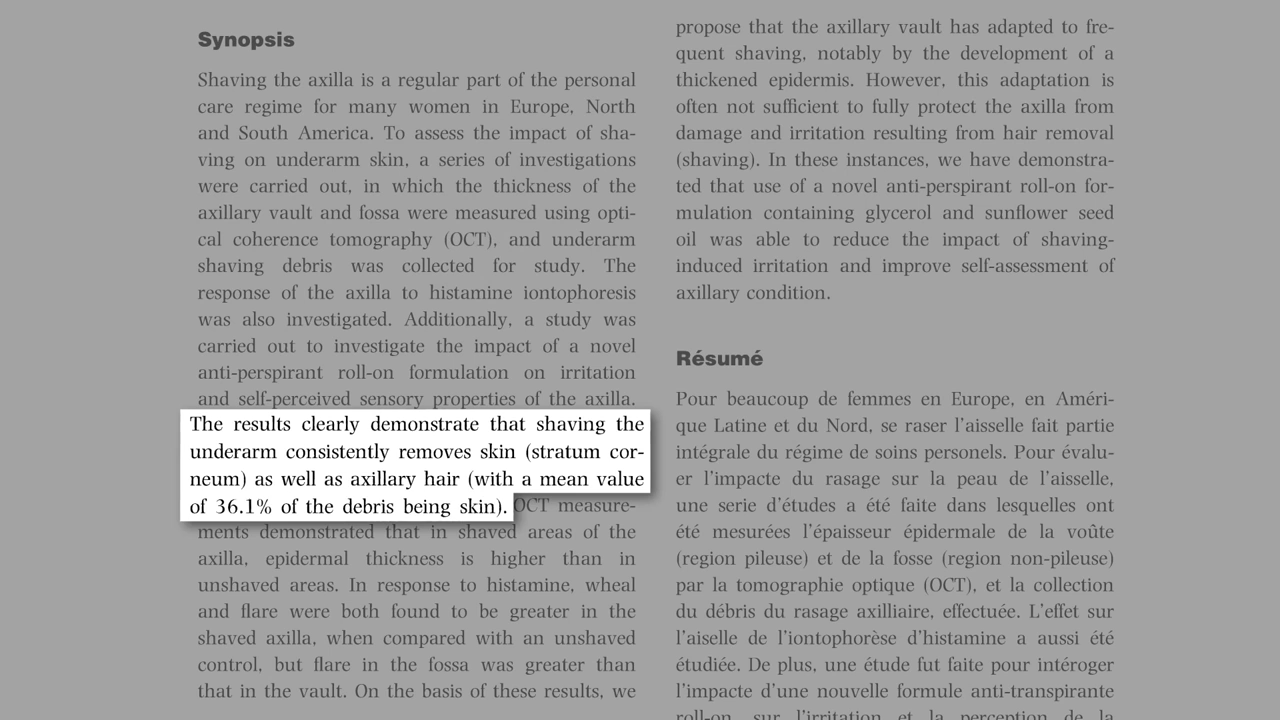 Synopsis
Shaving the axilla is a regular part of the personal
care regime for many women in Europe, North
and South America. To assess the impact of sha-
ving on underarm skin, a series of investigations
were carried out, in which the thickness of the
axillary vault and fossa were measured using opti-
cal coherence tomography (OCT), and underarm
shaving debris was collected for study. The
response of the axilla to histamine iontophoresis
was also investigated. Additionally, a study was
carried out to investigate the impact of a novel
anti-perspirant roll-on formulation on irritation
and self-perceived sensory properties of the axilla.
The results clearly demonstrate that shaving the
underarm consistently removes skin (stratum cor-
neum) as well as axillary hair (with a mean value
of 36.1% of the debris being skin). OCT measure-
ments demonstrated that in shaved areas of the
axilla, epidermal thickness is higher than in
unshaved areas. In response to histamine, wheal
and flare were both found to be greater in the
shaved axilla, when compared with an unshaved
control, but flare in the fossa was greater than
that in the vault. On the basis of these results, we
propose that the axillary vault has adapted to fre-
quent shaving, notably by the development of a
thickened epidermis. However, this adaptation is
often not sufficient to fully protect the axilla from
damage and irritation resulting from hair removal
(shaving). In these instances, we have demonstra-
ted that use of a novel anti-perspirant roll-on for-
mulation containing glycerol and sunflower seed
oil was able to reduce the impact of shaving-
induced irritation and improve self-assessment of
axillary condition.
Résumé
Pour beaucoup de femmes en Europe, en Améri-
que Latine et du Nord, se raser l'aisselle fait partie
intégrale du régime de soins personels. Pour évalu-
er l'impacte du rasage sur la peau de l'aisselle,
une serie d'études a été faite dans lesquelles ont
été mesurées l'épaisseur épidermale de la voûte
(region pileuse) et de la fosse (region non-pileuse)
par la tomographie optique (OCT), et la collection
du débris du rasage axilliaire, effectuée. L'effet sur
l'aiselle de l'iontophorèse d'histamine a aussi été
étudiée. De plus, une étude fut faite pour intéroger
l'impacte d'une nouvelle formule anti-transpirante
roll-on, sur l'irritation et la perception de la